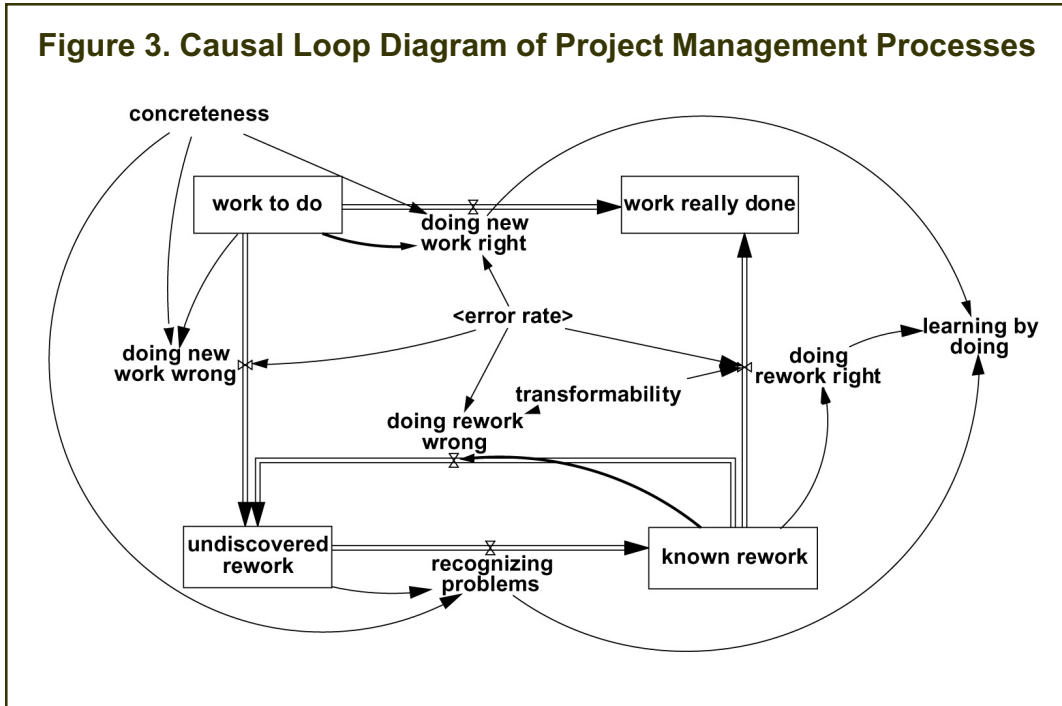 Figure 3. Causal Loop Diagram of Project Management Processes
concreteness
work to do
work really done
doing new
work right
<error rate>
learning by
doing
doing new
work wrong
doing
rework right
transformability
doing rework
wrong
undiscovered
rework
recognizing
problems
known rework